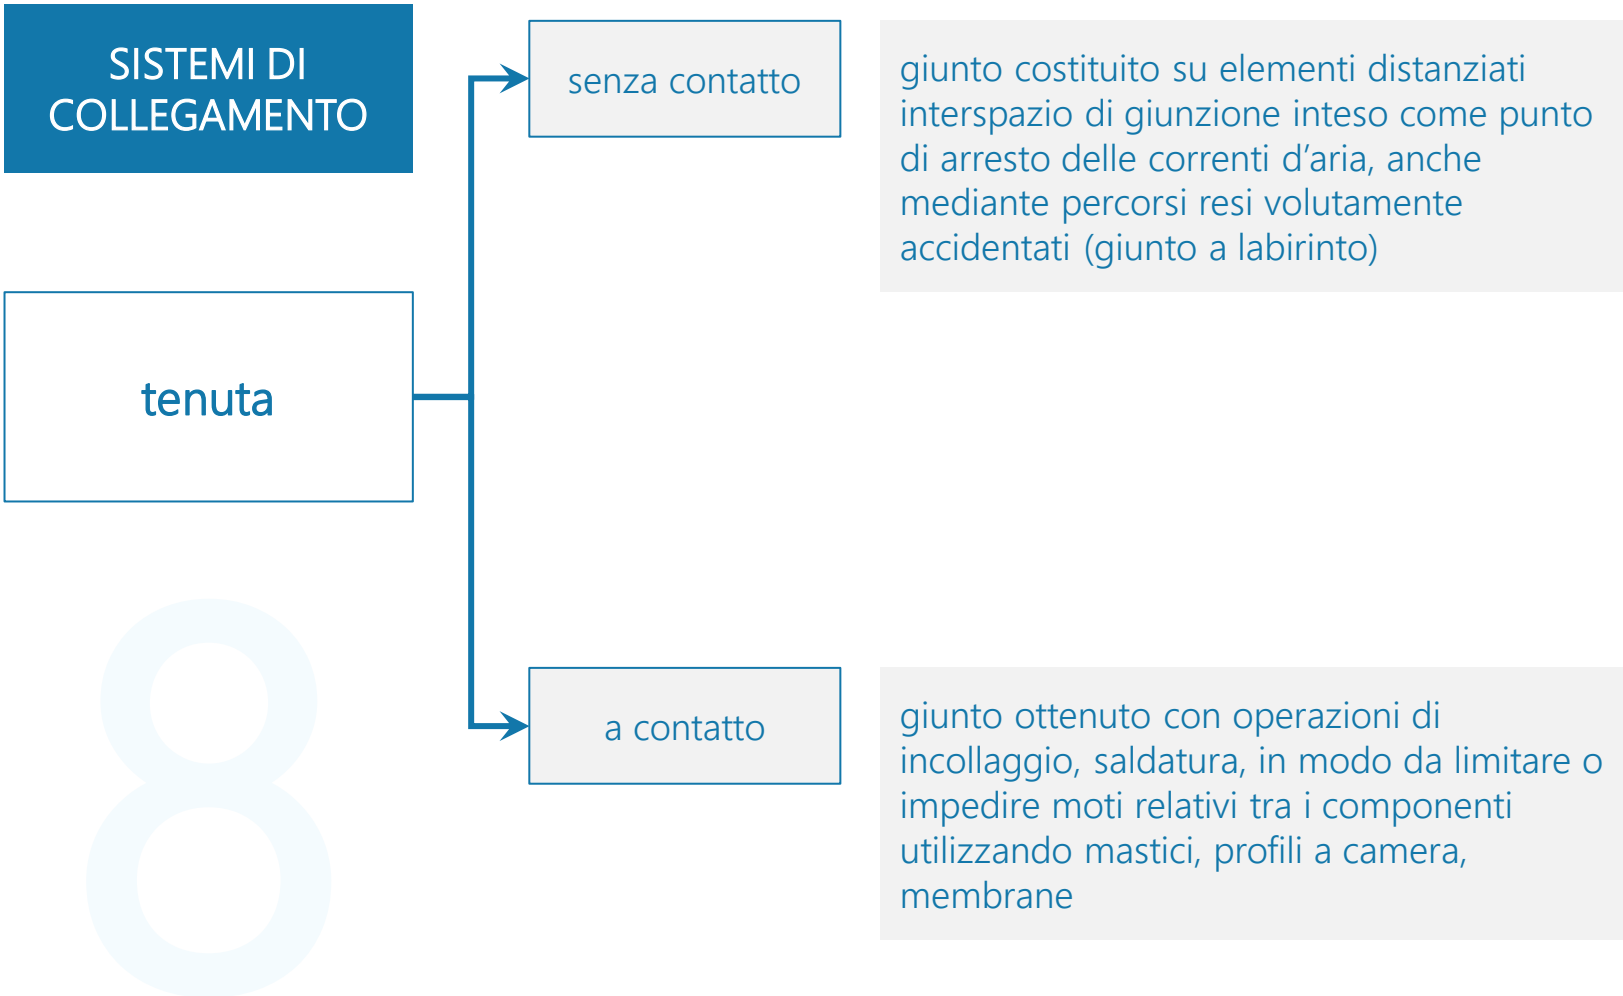 SISTEMI DI
COLLEGAMENTO
senza contatto
giunto costituito su elementi distanziati
interspazio di giunzione inteso come punto
di arresto delle correnti d’aria, anche
mediante percorsi resi volutamente
accidentati (giunto a labirinto)
tenuta
a contatto
giunto ottenuto con operazioni di
incollaggio, saldatura, in modo da limitare o
impedire moti relativi tra i componenti
utilizzando mastici, profili a camera,
membrane
8